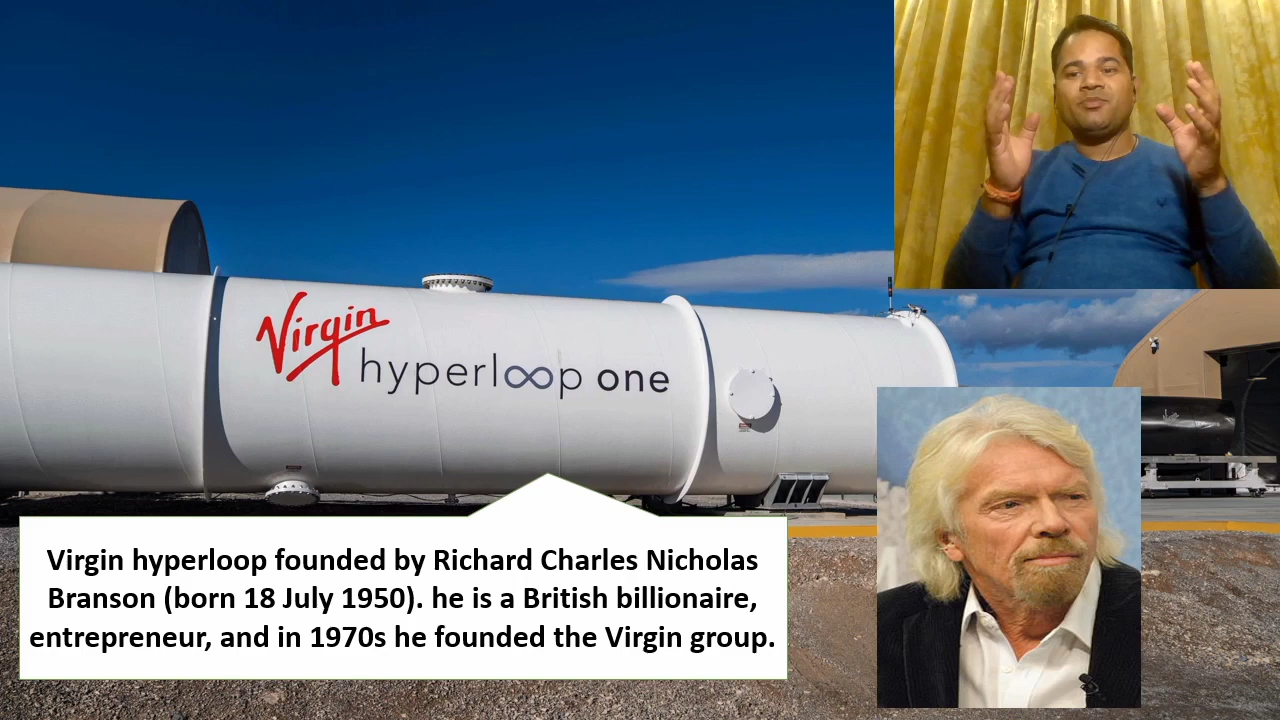 Virgin
hyperloop one
Virgin hyperloop founded by Richard Charles Nicholas
Branson (born 18 July 1950). he is a British billionaire,
entrepreneur, and in 1970s he founded the Virgin group.